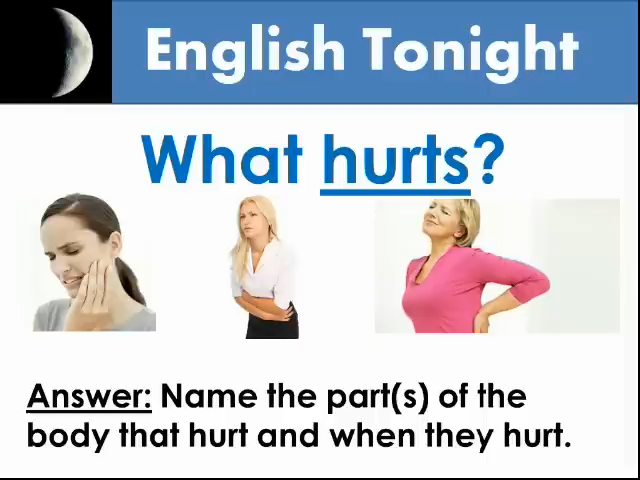 English Tonight
What hurts?
Answer: Name the part(s) of the
body that hurt and when they hurt.